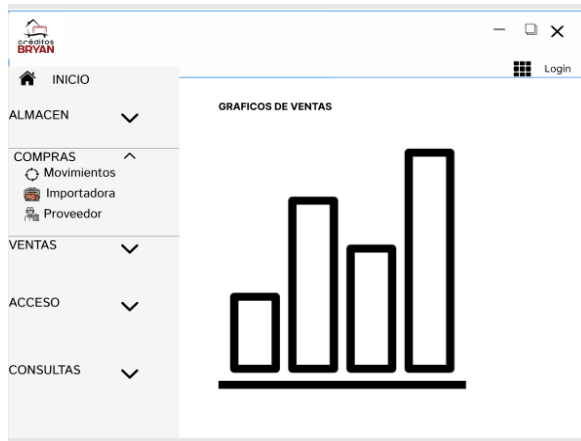 créditos
BRYAN
Login
INICIO
GRAFICOS DE VENTAS
ALMACEN
COMPRAS
Movimientos
Importadora
Proveedor
VENTAS
ACCESO
CONSULTAS